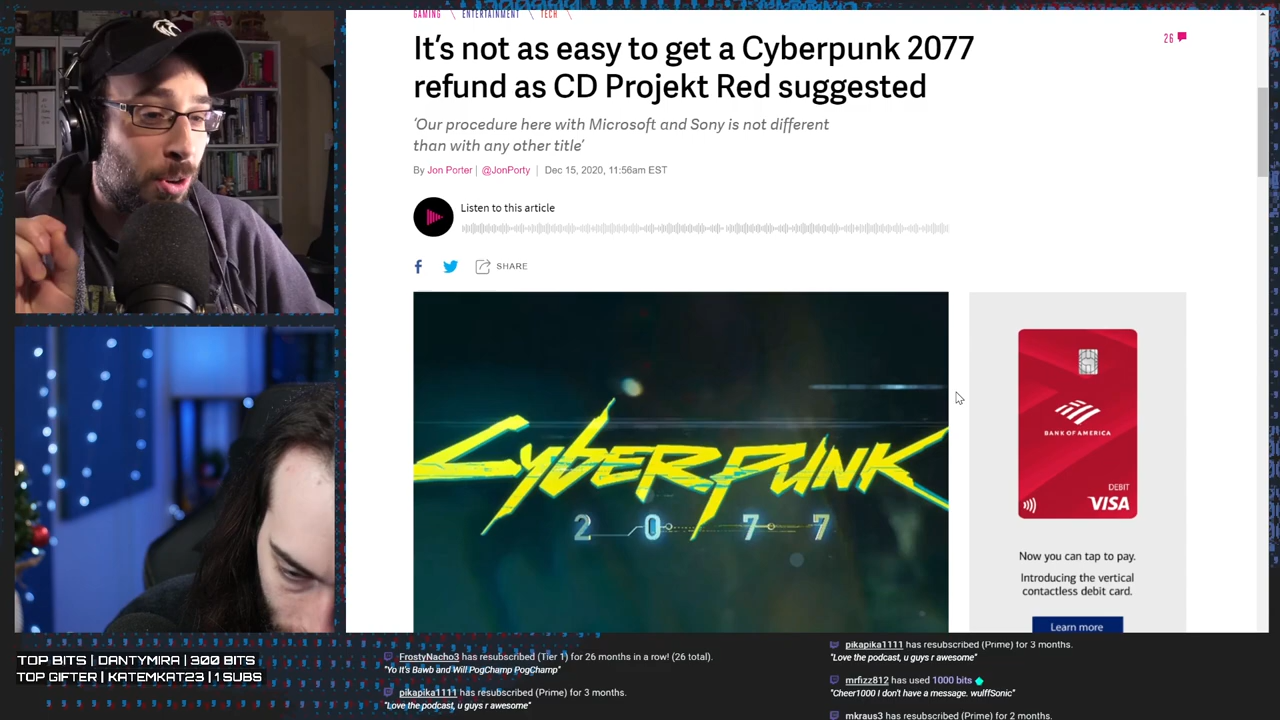 GAMING \ ENTERTAINMENT \ TECH \
It's not as easy to get a Cyberpunk 2077
refund as CD Projekt Red suggested
26
'Our procedure here with Microsoft and Sony is not different
than with any other title'
By Jon Porter | @JonPorty | Dec 15, 2020, 11:56am EST
Listen to this article
SHARE
CYBERPUNK
2077
BANK OF AMERICA
DEBIT
VISA
Now you can tap to pay.
Introducing the vertical
contactless debit card.
Learn more
TOP BITS | DANTYMIRA | 300 BITS
TOP GIFTER | KATEMKAT23 | 1 SUBS
FrostyNacho3 has resubscribed (Tier 1) for 26 months in a row! (26 total).
"Yo It's Bawb and Will PogChamp PogChamp"
pikapika1111 has resubscribed (Prime) for 3 months.
"Love the podcast, u guys r awesome"
pikapika1111 has resubscribed (Prime) for 3 months.
"Love the podcast, u guys r awesome"
mrfizz812 has used 1000 bits
"Cheer1000 I don't have a message. wulffSonic"
mkraus3 has resubscribed (Prime) for 2 months.